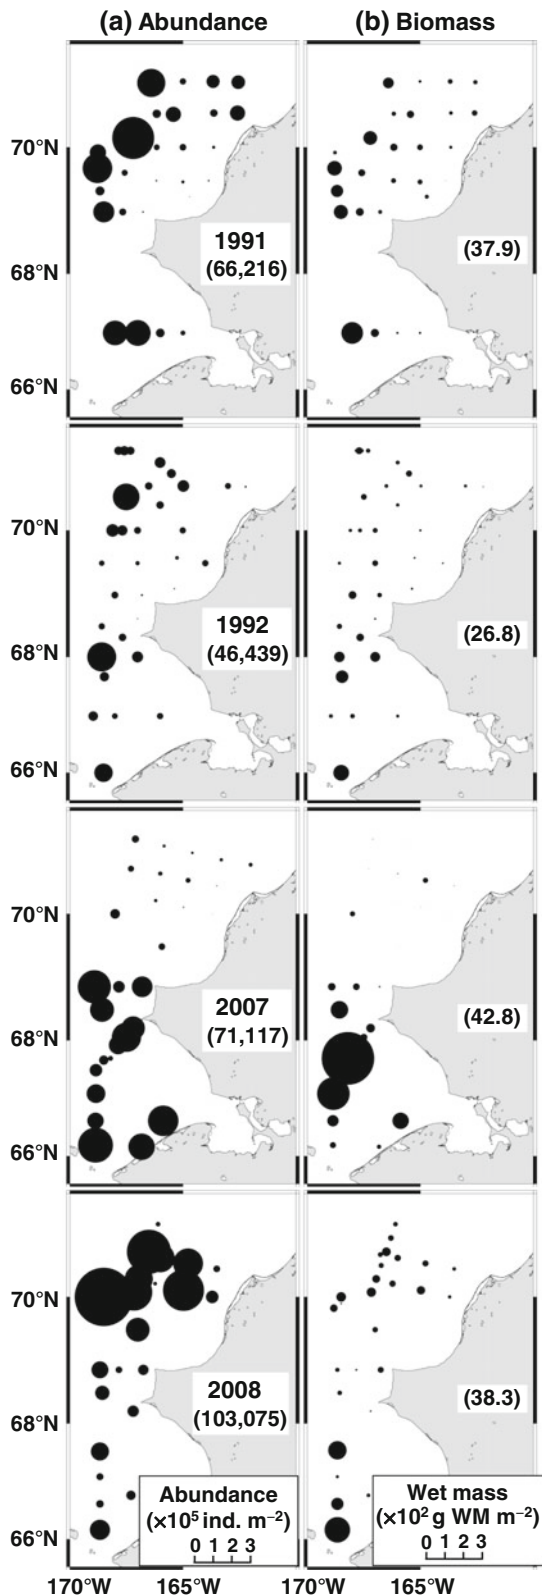 (a) Abundance (b) Biomass
70°N
1991
(66,216)
(37.9)
68°N
66°N
70°N
1992
(46,439)
(26.8)
68°N
66°N
70°N
2007
(71,117)
(42.8)
68°N
66°N
70°N
2008
(103,075)
(38.3)
68°N
Abundance
(×10⁵ ind. m⁻²)
0 1 2 3
Wet mass
(×10² g WM m⁻²)
0 1 2 3
66°N
170°W 165°W 170°W 165°W